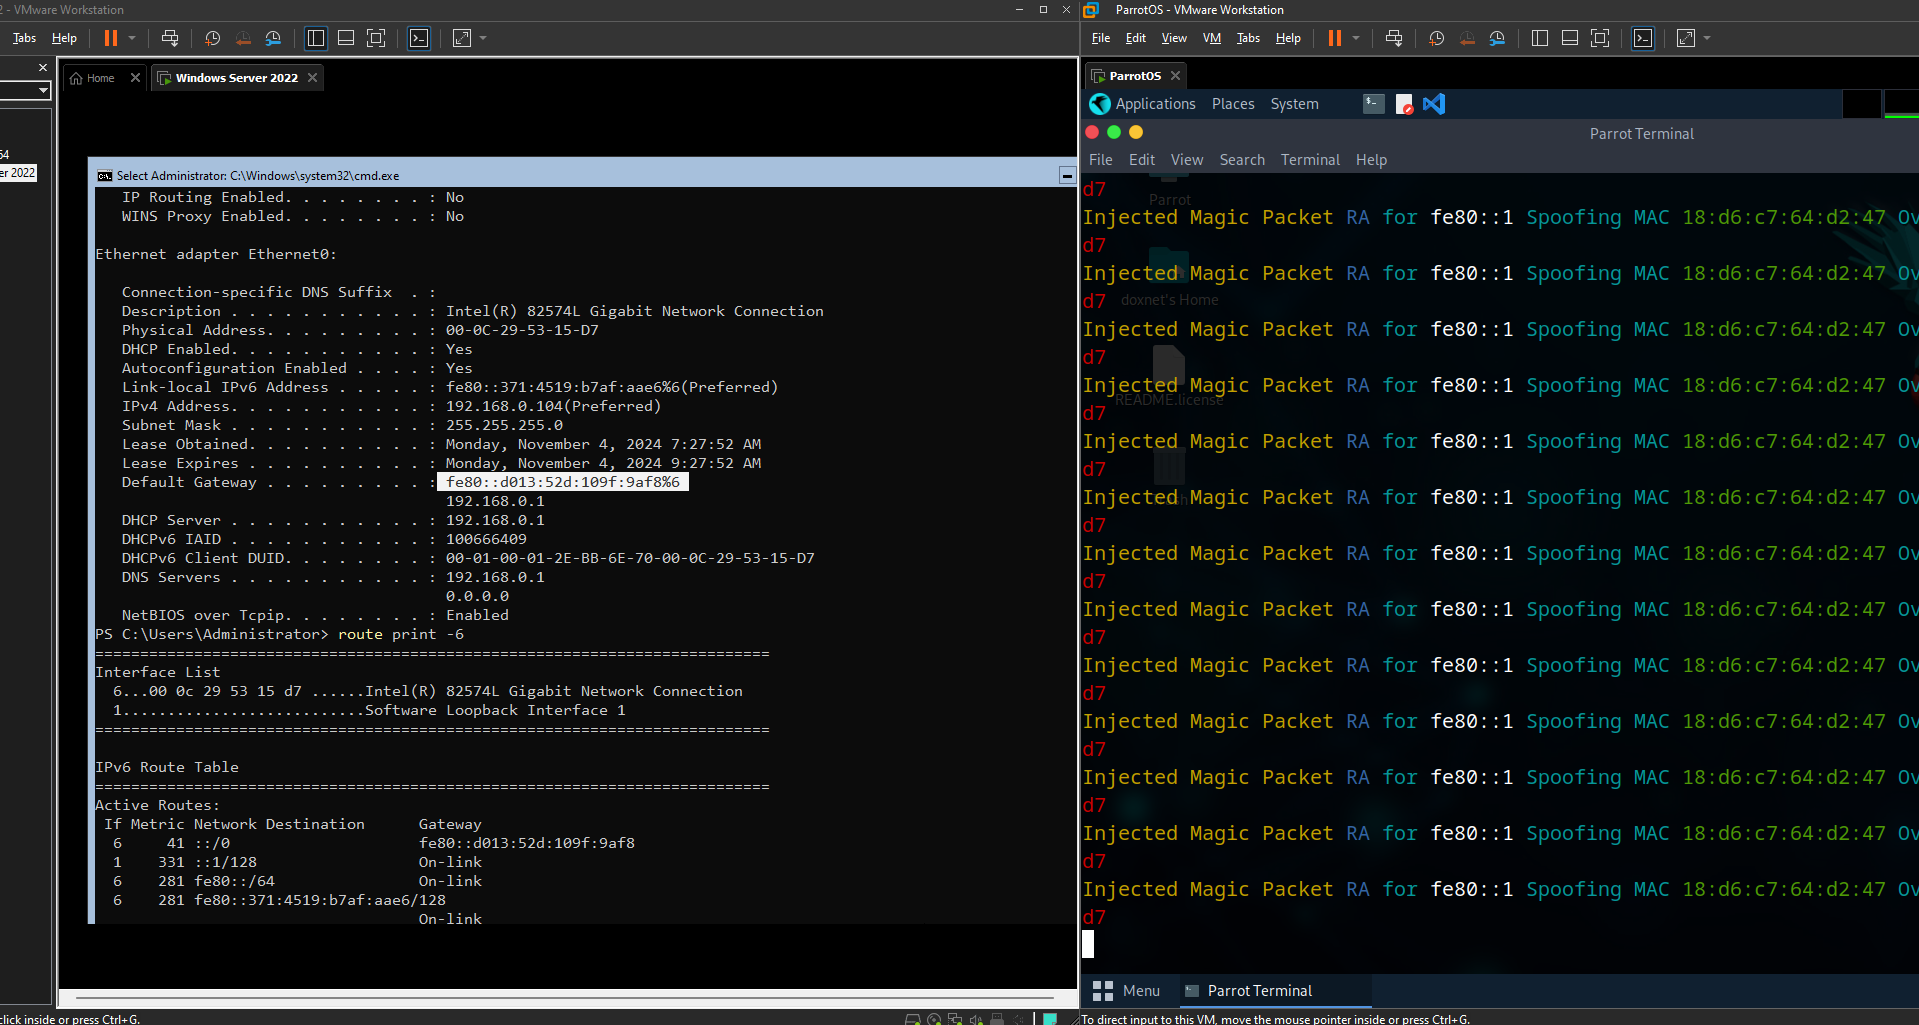 2 - VMware Workstation
Tabs Help
64
er 2022
Home
Windows Server 2022
Select Administrator: C:\Windows\system32\cmd.exe
IP Routing Enabled. . . . . . . . : No
WINS Proxy Enabled. . . . . . . . : No
Ethernet adapter Ethernet0:
Connection-specific DNS Suffix  . :
Description . . . . . . . . . . . : Intel(R) 82574L Gigabit Network Connection
Physical Address. . . . . . . . . : 00-0C-29-53-15-D7
DHCP Enabled. . . . . . . . . . . : Yes
Autoconfiguration Enabled . . . . : Yes
Link-local IPv6 Address . . . . . : fe80::371:4519:b7af:aae6%6(Preferred)
IPv4 Address. . . . . . . . . . . : 192.168.0.104(Preferred)
Subnet Mask . . . . . . . . . . . : 255.255.255.0
Lease Obtained. . . . . . . . . . : Monday, November 4, 2024 7:27:52 AM
Lease Expires . . . . . . . . . . : Monday, November 4, 2024 9:27:52 AM
Default Gateway . . . . . . . . . : fe80::d013:52d:109f:9af8%6
192.168.0.1
DHCP Server . . . . . . . . . . . : 192.168.0.1
DHCPv6 IAID . . . . . . . . . . . : 100666409
DHCPv6 Client DUID. . . . . . . . : 00-01-00-01-2E-BB-6E-70-00-0C-29-53-15-D7
DNS Servers . . . . . . . . . . . : 192.168.0.1
0.0.0.0
NetBIOS over Tcpip. . . . . . . . : Enabled
PS C:\Users\Administrator> route print -6
===========================================================================
Interface List
6...00 0c 29 53 15 d7 ......Intel(R) 82574L Gigabit Network Connection
1...........................Software Loopback Interface 1
===========================================================================
IPv6 Route Table
===========================================================================
Active Routes:
If Metric Network Destination      Gateway
6     41 ::/0                     fe80::d013:52d:109f:9af8
1    331 ::1/128                  On-link
6    281 fe80::/64                On-link
6    281 fe80::371:4519:b7af:aae6/128
On-link
click inside or press Ctrl+G.
ParrotOS - VMware Workstation
File Edit View VM Tabs Help
ParrotOS
Applications Places System
Parrot Terminal
File Edit View Search Terminal Help
d7
Parrot
Injected Magic Packet RA for fe80::1 Spoofing MAC 18:d6:c7:64:d2:47 Ov
d7
Injected Magic Packet RA for fe80::1 Spoofing MAC 18:d6:c7:64:d2:47 Ov
d7
doxnet's Home
Injected Magic Packet RA for fe80::1 Spoofing MAC 18:d6:c7:64:d2:47 Ov
d7
Injected Magic Packet RA for fe80::1 Spoofing MAC 18:d6:c7:64:d2:47 Ov
README.license
d7
Injected Magic Packet RA for fe80::1 Spoofing MAC 18:d6:c7:64:d2:47 Ov
d7
Injected Magic Packet RA for fe80::1 Spoofing MAC 18:d6:c7:64:d2:47 Ov
d7
Injected Magic Packet RA for fe80::1 Spoofing MAC 18:d6:c7:64:d2:47 Ov
d7
Injected Magic Packet RA for fe80::1 Spoofing MAC 18:d6:c7:64:d2:47 Ov
d7
Injected Magic Packet RA for fe80::1 Spoofing MAC 18:d6:c7:64:d2:47 Ov
d7
Injected Magic Packet RA for fe80::1 Spoofing MAC 18:d6:c7:64:d2:47 Ov
d7
Injected Magic Packet RA for fe80::1 Spoofing MAC 18:d6:c7:64:d2:47 Ov
d7
Injected Magic Packet RA for fe80::1 Spoofing MAC 18:d6:c7:64:d2:47 Ov
d7
Injected Magic Packet RA for fe80::1 Spoofing MAC 18:d6:c7:64:d2:47 Ov
d7
Menu
Parrot Terminal
To direct input to this VM, move the mouse pointer inside or press Ctrl+G.